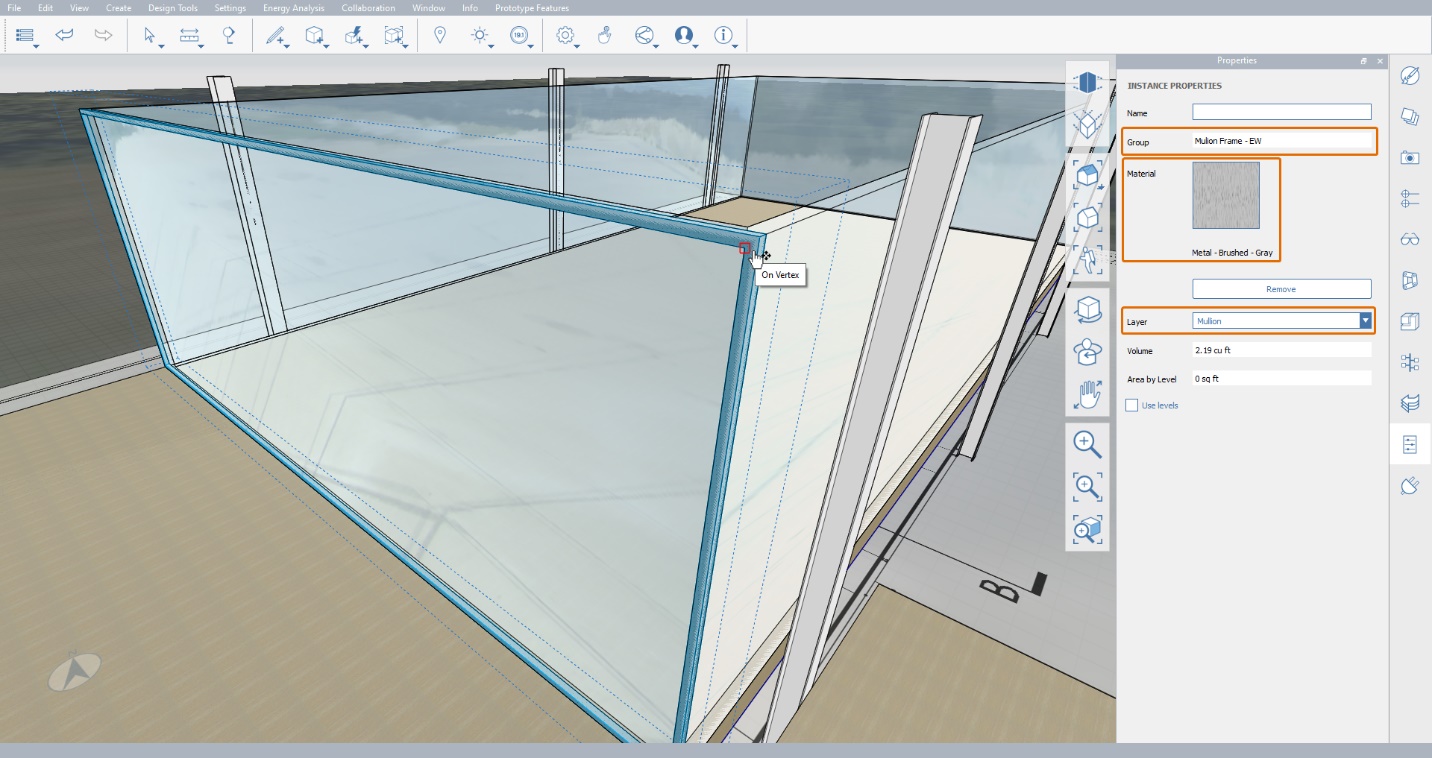 File Edit View Create Design Tools Settings Energy Analysis Collaboration Window Info Prototype Features
193
Properties
INSTANCE PROPERTIES
Name
Group Mulion Frame - EW
Material
Metal - Brushed - Gray
Remove
Layer Mullion
Volume 2.19 cu ft
Area by Level 0 sq ft
Use levels
On Vertex
B